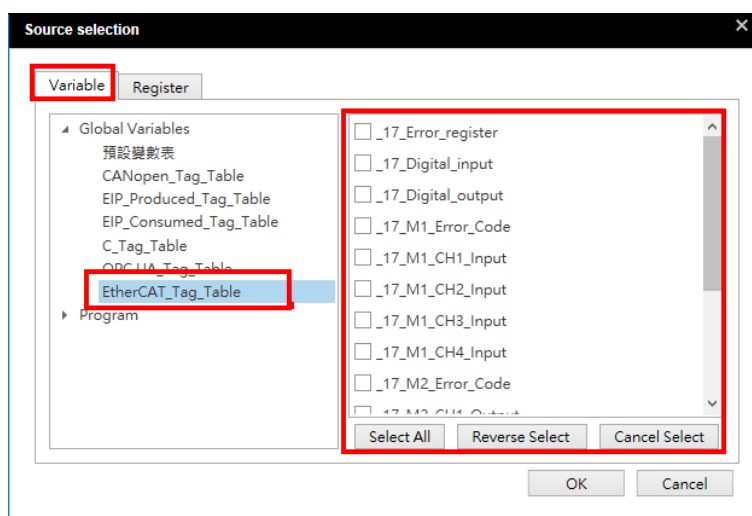 Source selection
Variable
Register
Global Variables
預設變數表
CANopen_Tag_Table
EIP_Produced_Tag_Table
EIP_Consumed_Tag_Table
C_Tag_Table
OPC UA_Tag_Table
EtherCAT_Tag_Table
Program
_17_Error_register
_17_Digital_input
_17_Digital_output
_17_M1_Error_Code
_17_M1_CH1_Input
_17_M1_CH2_Input
_17_M1_CH3_Input
_17_M1_CH4_Input
_17_M2_Error_Code
_17_M2_CH1_Output
Select All
Reverse Select
Cancel Select
OK
Cancel